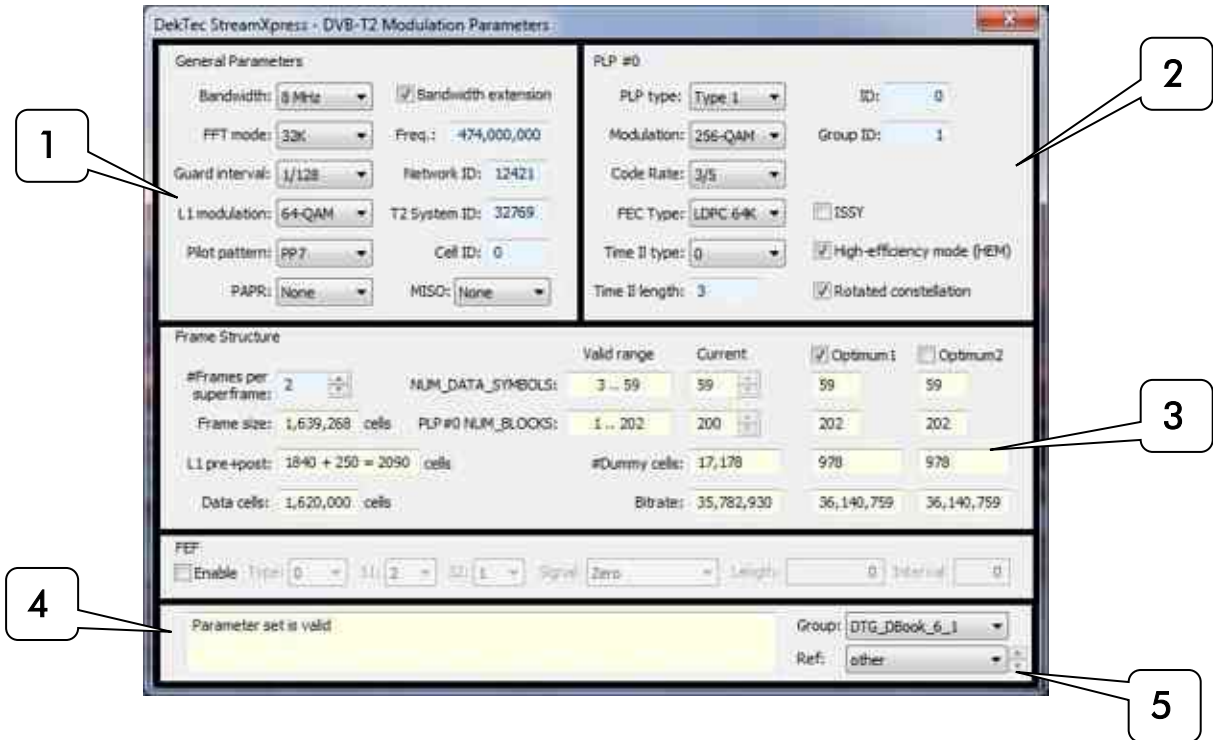 DekTec StreamXpress - DVB-T2 Modulation Parameters
General Parameters
Bandwidth: 8 MHz Bandwidth extension
FFT mode: 32K Freq.: 474,000,000
Guard interval: 1/128 Network ID: 12421
L1 modulation: 64-QAM T2 System ID: 32769
Pilot pattern: PP7 Cell ID: 0
PAPR: None MISO: None
PLP #0
PLP type: Type 1 ID: 0
Modulation: 256-QAM Group ID: 1
Code Rate: 3/5
FEC Type: LDPC 64K ISSY
Time Il type: 0 High-efficiency mode (HEM)
Time Il length: 3 Rotated constellation
Frame Structure
Valid range Current Optimum1 Optimum2
#Frames per superframe: 2 NUM_DATA_SYMBOLS: 3 .. 59 59 59 59
Frame size: 1,639,268 cells PLP #0 NUM_BLOCKS: 1 .. 202 200 202 202
L1 pre+post: 1840 + 250 = 2090 cells #Dummy cells: 17,178 978 978
Data cells: 1,620,000 cells Bitrate: 35,782,930 36,140,759 36,140,759
FEF
Enable Type: 0 S1: 2 S2: 1 Signal Zero Length: 0 Interval 0
Parameter set is valid
Group: DTG_DBook_6_1
Ref: other
1
2
3
4
5